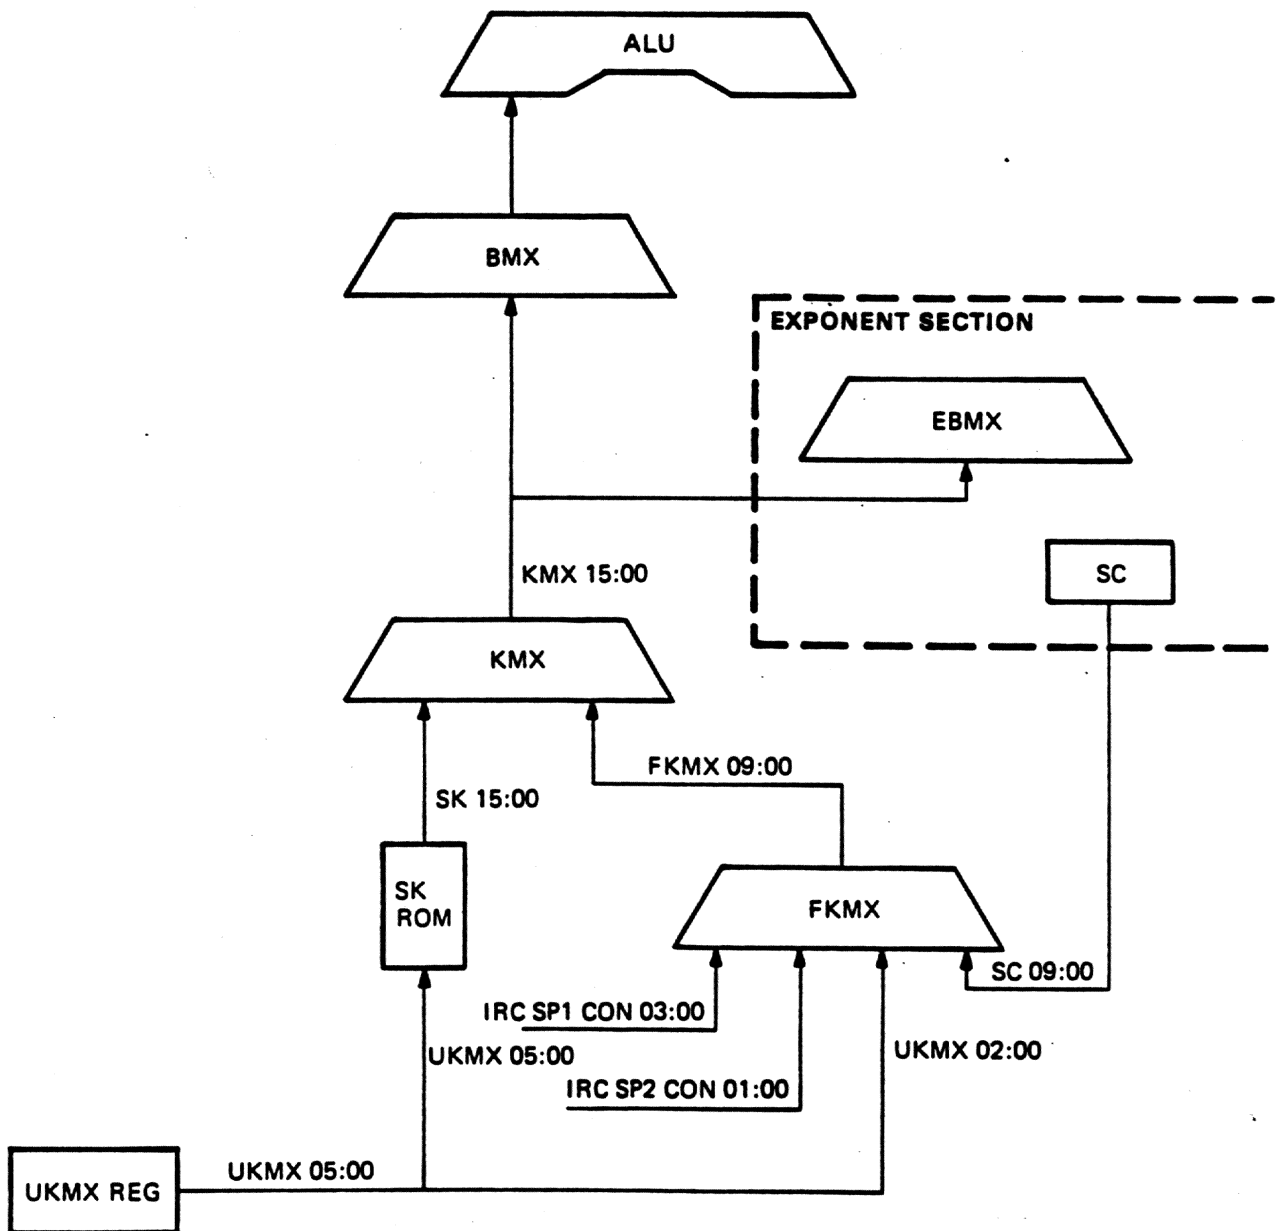 ALU
BMX
EXPONENT SECTION
EBMX
KMX 15:00
SC
KMX
FKMX 09:00
SK 15:00
SK
ROM
FKMX
SC 09:00
IRC SP1 CON 03:00
UKMX 05:00
UKMX 02:00
IRC SP2 CON 01:00
UKMX 05:00
UKMX REG